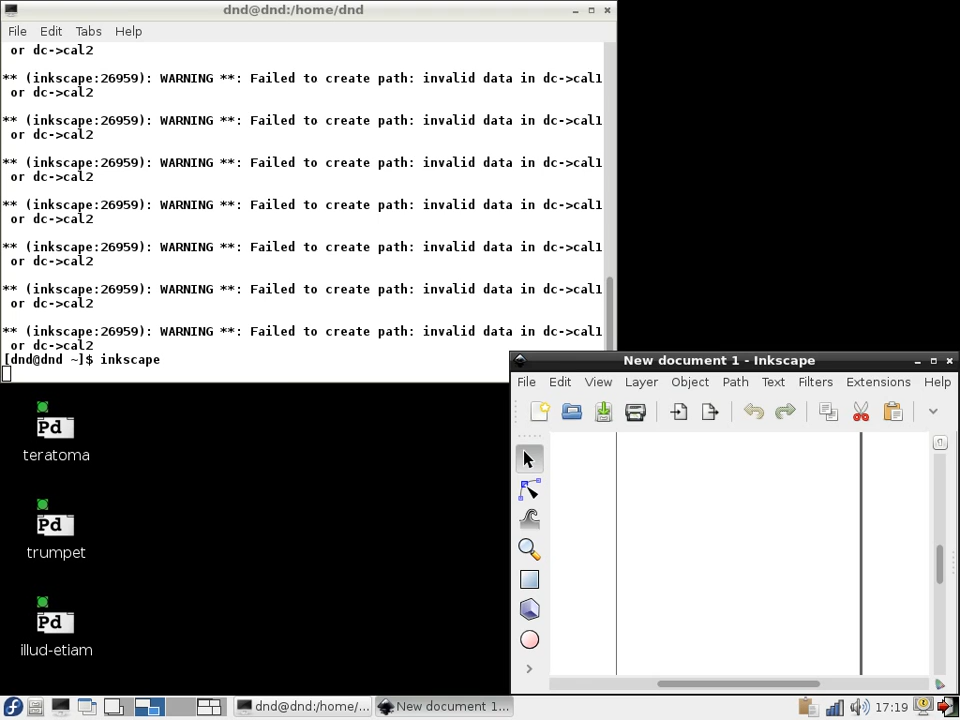 dnd@dnd:/home/dnd
File Edit Tabs Help
or dc->cal2
** (inkscape:26959): WARNING **: Failed to create path: invalid data in dc->cal1
or dc->cal2
** (inkscape:26959): WARNING **: Failed to create path: invalid data in dc->cal1
or dc->cal2
** (inkscape:26959): WARNING **: Failed to create path: invalid data in dc->cal1
or dc->cal2
** (inkscape:26959): WARNING **: Failed to create path: invalid data in dc->cal1
or dc->cal2
** (inkscape:26959): WARNING **: Failed to create path: invalid data in dc->cal1
or dc->cal2
** (inkscape:26959): WARNING **: Failed to create path: invalid data in dc->cal1
or dc->cal2
** (inkscape:26959): WARNING **: Failed to create path: invalid data in dc->cal1
or dc->cal2
[dnd@dnd ~]$ inkscape
New document 1 - Inkscape
File Edit View Layer Object Path Text Filters Extensions Help
Pd
teratoma
Pd
trumpet
Pd
illud-etiam
dnd@dnd:/home/... New document 1... 17:19